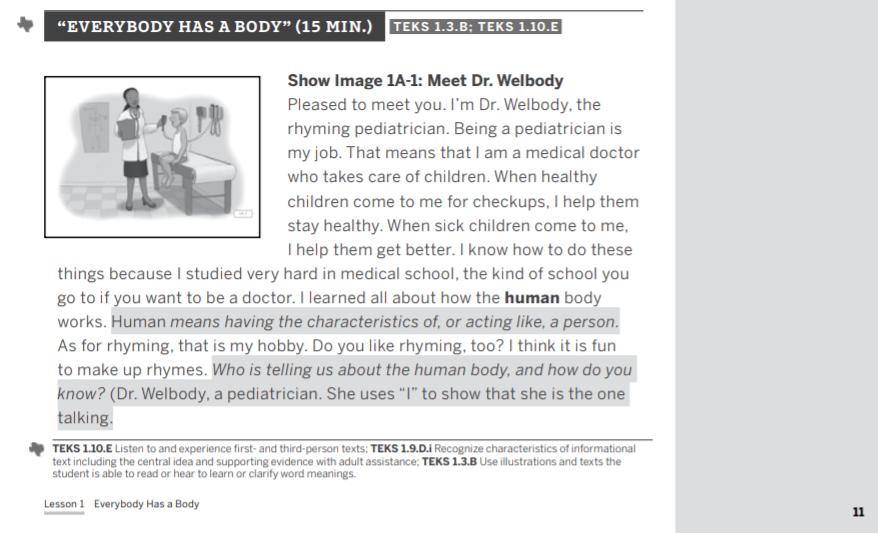 “EVERYBODY HAS A BODY” (15 MIN.) TEKS 1.3.B; TEKS 1.10.E
Show Image 1A-1: Meet Dr. Welbody
Pleased to meet you. I’m Dr. Welbody, the
rhyming pediatrician. Being a pediatrician is
my job. That means that I am a medical doctor
who takes care of children. When healthy
children come to me for checkups, I help them
stay healthy. When sick children come to me,
I help them get better. I know how to do these
things because I studied very hard in medical school, the kind of school you
go to if you want to be a doctor. I learned all about how the human body
works. Human means having the characteristics of, or acting like, a person.
As for rhyming, that is my hobby. Do you like rhyming, too? I think it is fun
to make up rhymes. Who is telling us about the human body, and how do you
know? (Dr. Welbody, a pediatrician. She uses “I” to show that she is the one
talking.
TEKS 1.10.E Listen to and experience first- and third-person texts; TEKS 1.9.D.i Recognize characteristics of informational
text including the central idea and supporting evidence with adult assistance; TEKS 1.3.B Use illustrations and texts the
student is able to read or hear to learn or clarify word meanings.
Lesson 1 Everybody Has a Body
11